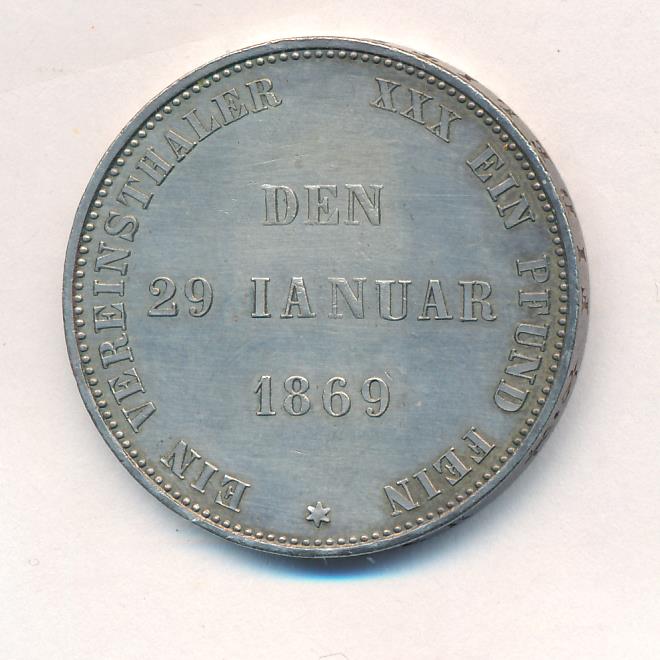 EIN VEREINSTHALER XXX EIN PFUND FEIN
DEN
29 IANUAR
1869